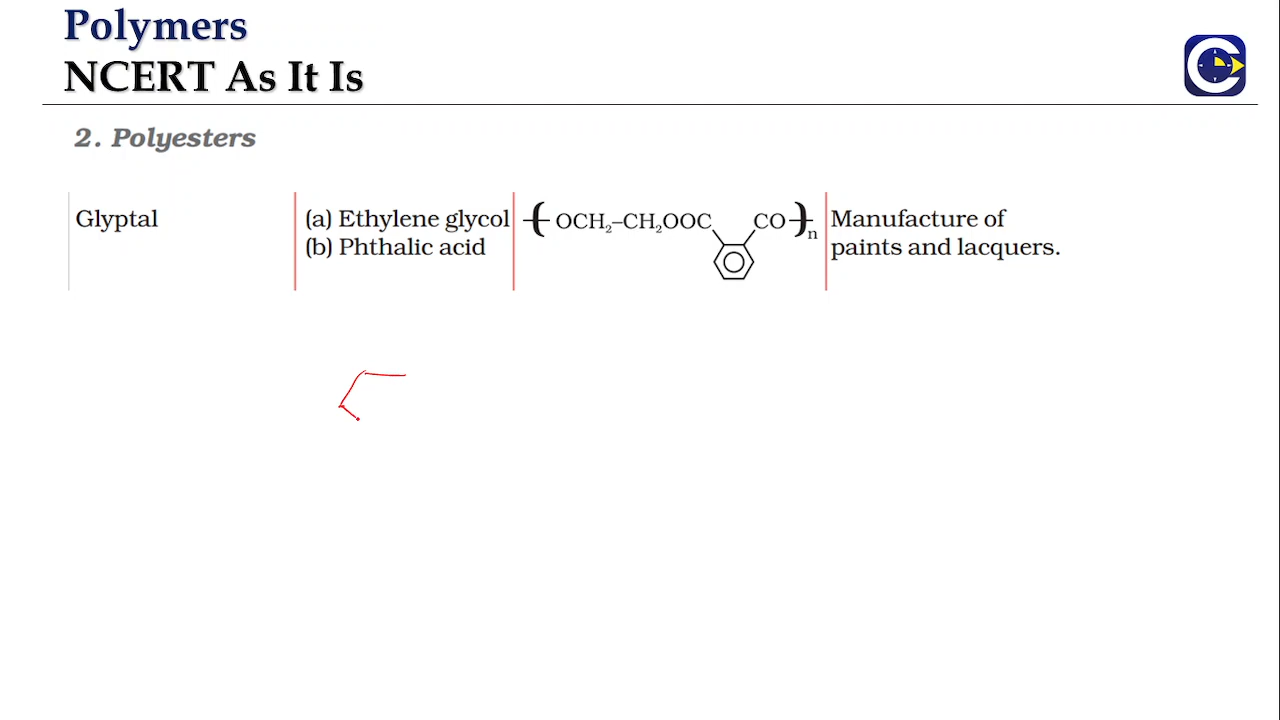 Polymers
NCERT As It Is
2. Polyesters
Glyptal (a) Ethylene glycol -( OCH₂–CH₂OOC CO )-n Manufacture of
(b) Phthalic acid paints and lacquers.